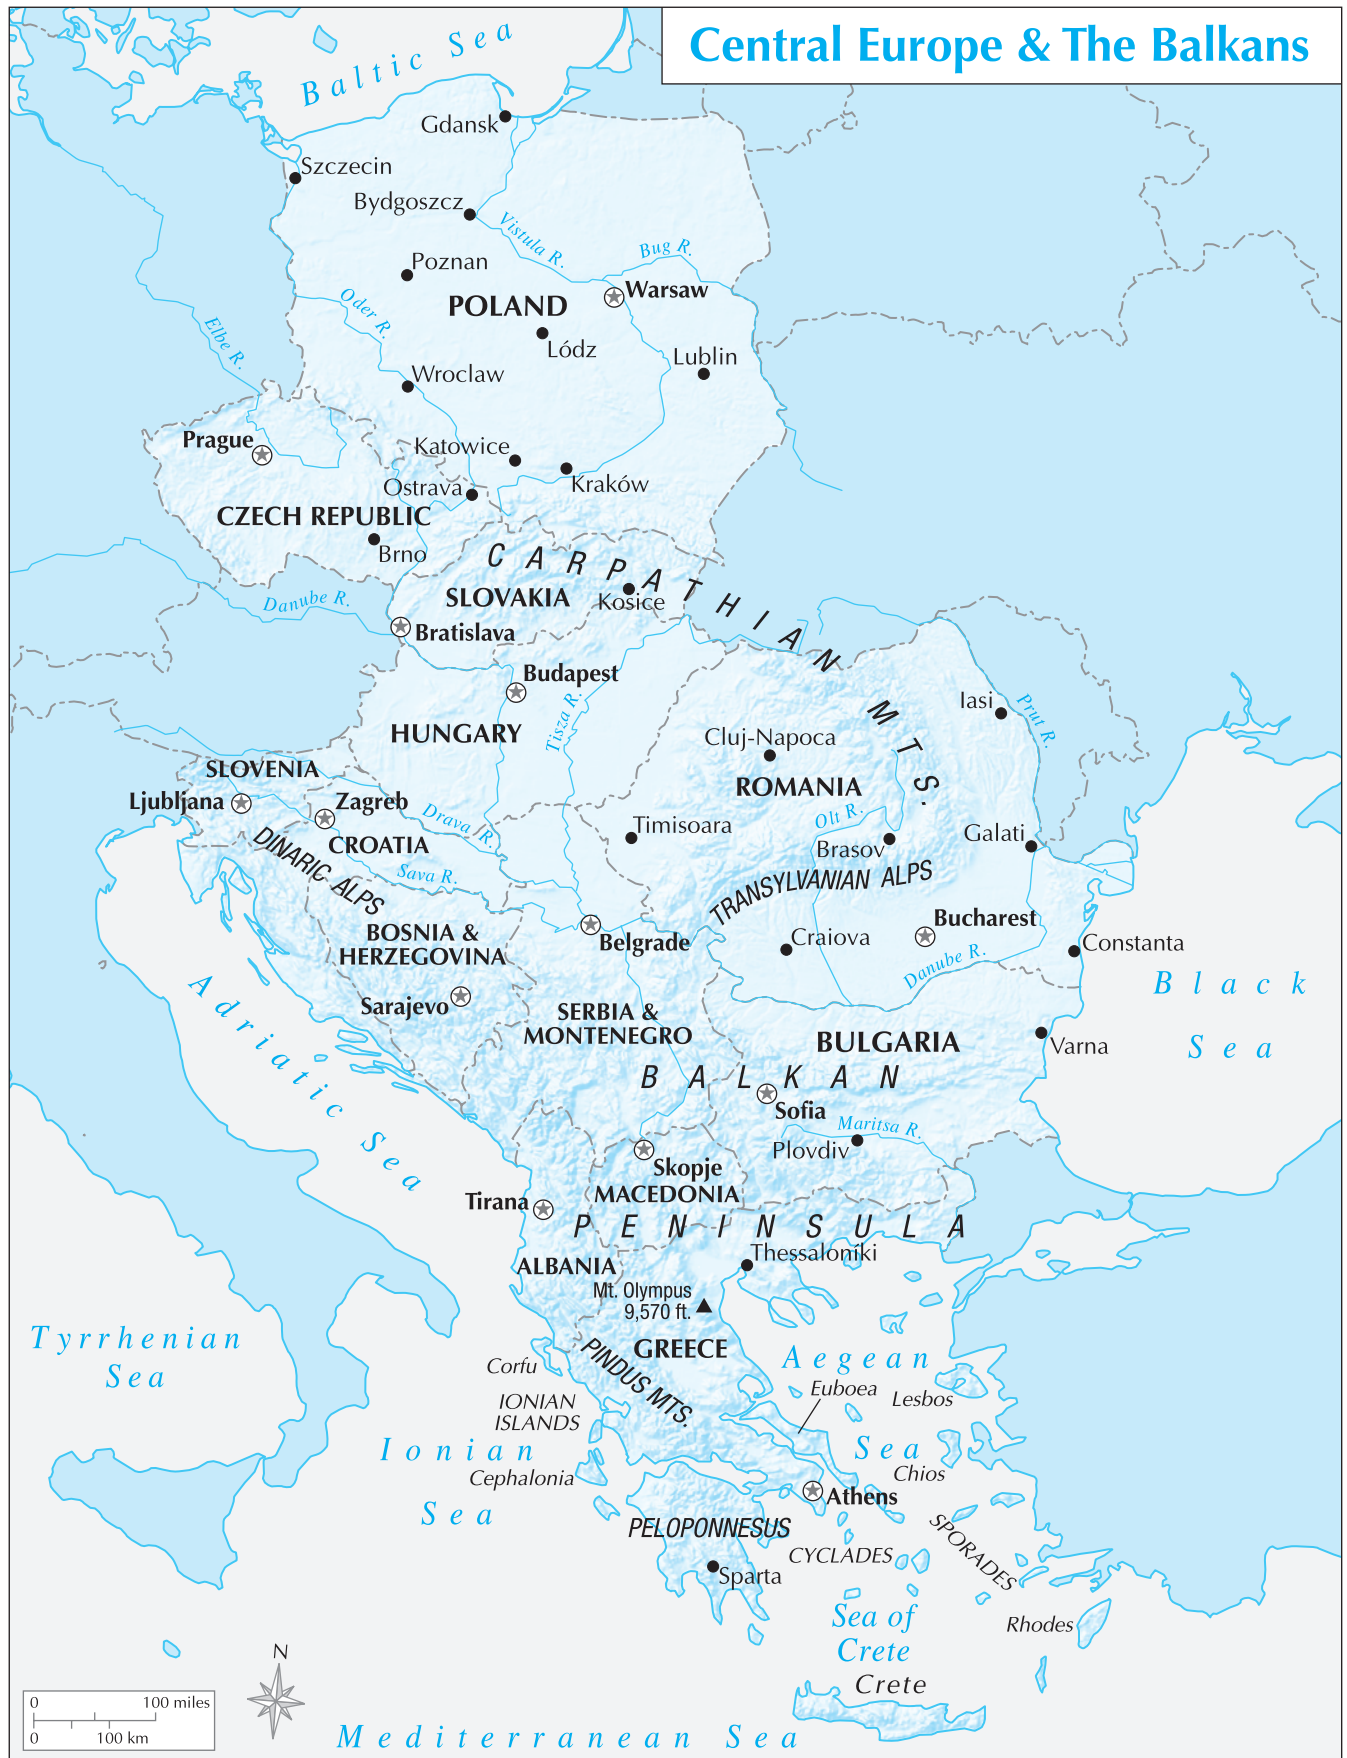 Central Europe & The Balkans
Baltic Sea
Gdansk
Szczecin
Bydgoszcz
Vistula R.
Bug R.
Poznan
Warsaw
POLAND
Oder R.
Elbe R.
Lódz
Lublin
Wroclaw
Prague
Katowice
Kraków
Ostrava
CZECH REPUBLIC
Brno
CARPATHIAN MTS.
SLOVAKIA
Kosice
Danube R.
Bratislava
Budapest
Tisza R.
HUNGARY
Iasi
Prut R.
Cluj-Napoca
ROMANIA
SLOVENIA
Ljubljana
Zagreb
Drava R.
CROATIA
Timisoara
Olt R.
Brasov
Galati
DINARIC ALPS
Sava R.
TRANSYLVANIAN ALPS
BOSNIA &
HERZEGOVINA
Belgrade
Bucharest
Craiova
Constanta
Danube R.
Sarajevo
Adriatic Sea
SERBIA &
MONTENEGRO
Black
Sea
BULGARIA
Varna
BALKAN
PENINSULA
Sofia
Maritsa R.
Plovdiv
Skopje
MACEDONIA
Tirana
ALBANIA
Thessaloniki
Mt. Olympus
9,570 ft.
Tyrrhenian
Sea
GREECE
PINDUS MTS.
Corfu
IONIAN
ISLANDS
Aegean
Sea
Euboea
Lesbos
Ionian
Sea
Cephalonia
Chios
Athens
PELOPONNESUS
CYCLADES
SPORADES
Sparta
Sea of
Crete
Rhodes
Crete
N
0 100 miles
0 100 km
Mediterranean Sea